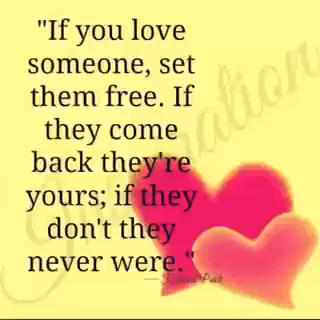 "If you love
someone, set
them free. If
they come
back they're
yours; if they
don't they
never were."